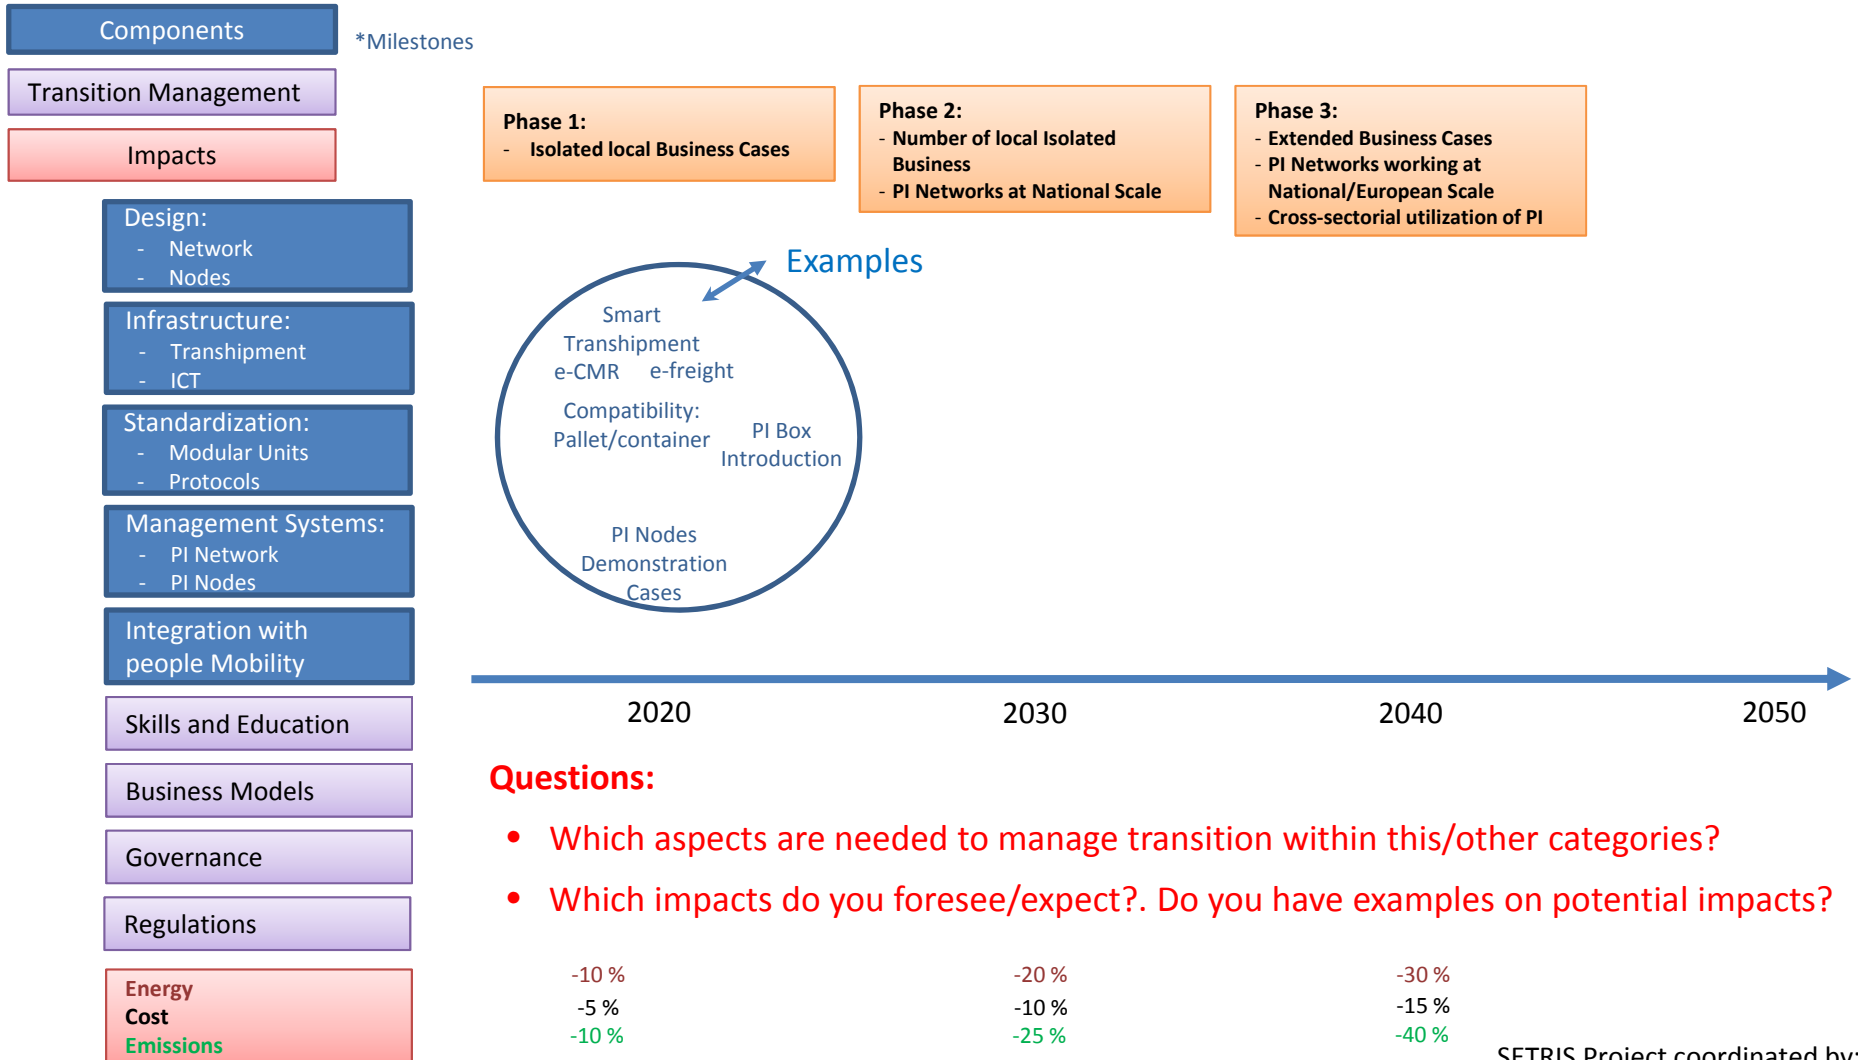 Components
*Milestones
Transition Management
Impacts
Phase 1:
- Isolated local Business Cases
Phase 2:
- Number of local Isolated
Business
- PI Networks at National Scale
Phase 3:
- Extended Business Cases
- PI Networks working at
National/European Scale
- Cross-sectorial utilization of PI
Design:
- Network
- Nodes
Infrastructure:
- Transhipment
- ICT
Standardization:
- Modular Units
- Protocols
Management Systems:
- PI Network
- PI Nodes
Integration with
people Mobility
Skills and Education
Business Models
Governance
Regulations
Energy
Cost
Emissions
Examples
Smart
Transhipment
e-CMR e-freight
Compatibility:
Pallet/container
PI Box
Introduction
PI Nodes
Demonstration
Cases
2020 2030 2040 2050
Questions:
• Which aspects are needed to manage transition within this/other categories?
• Which impacts do you foresee/expect?. Do you have examples on potential impacts?
-10 % -20 % -30 %
-5 % -10 % -15 %
-10 % -25 % -40 %
SETRIS Project coordinated by: